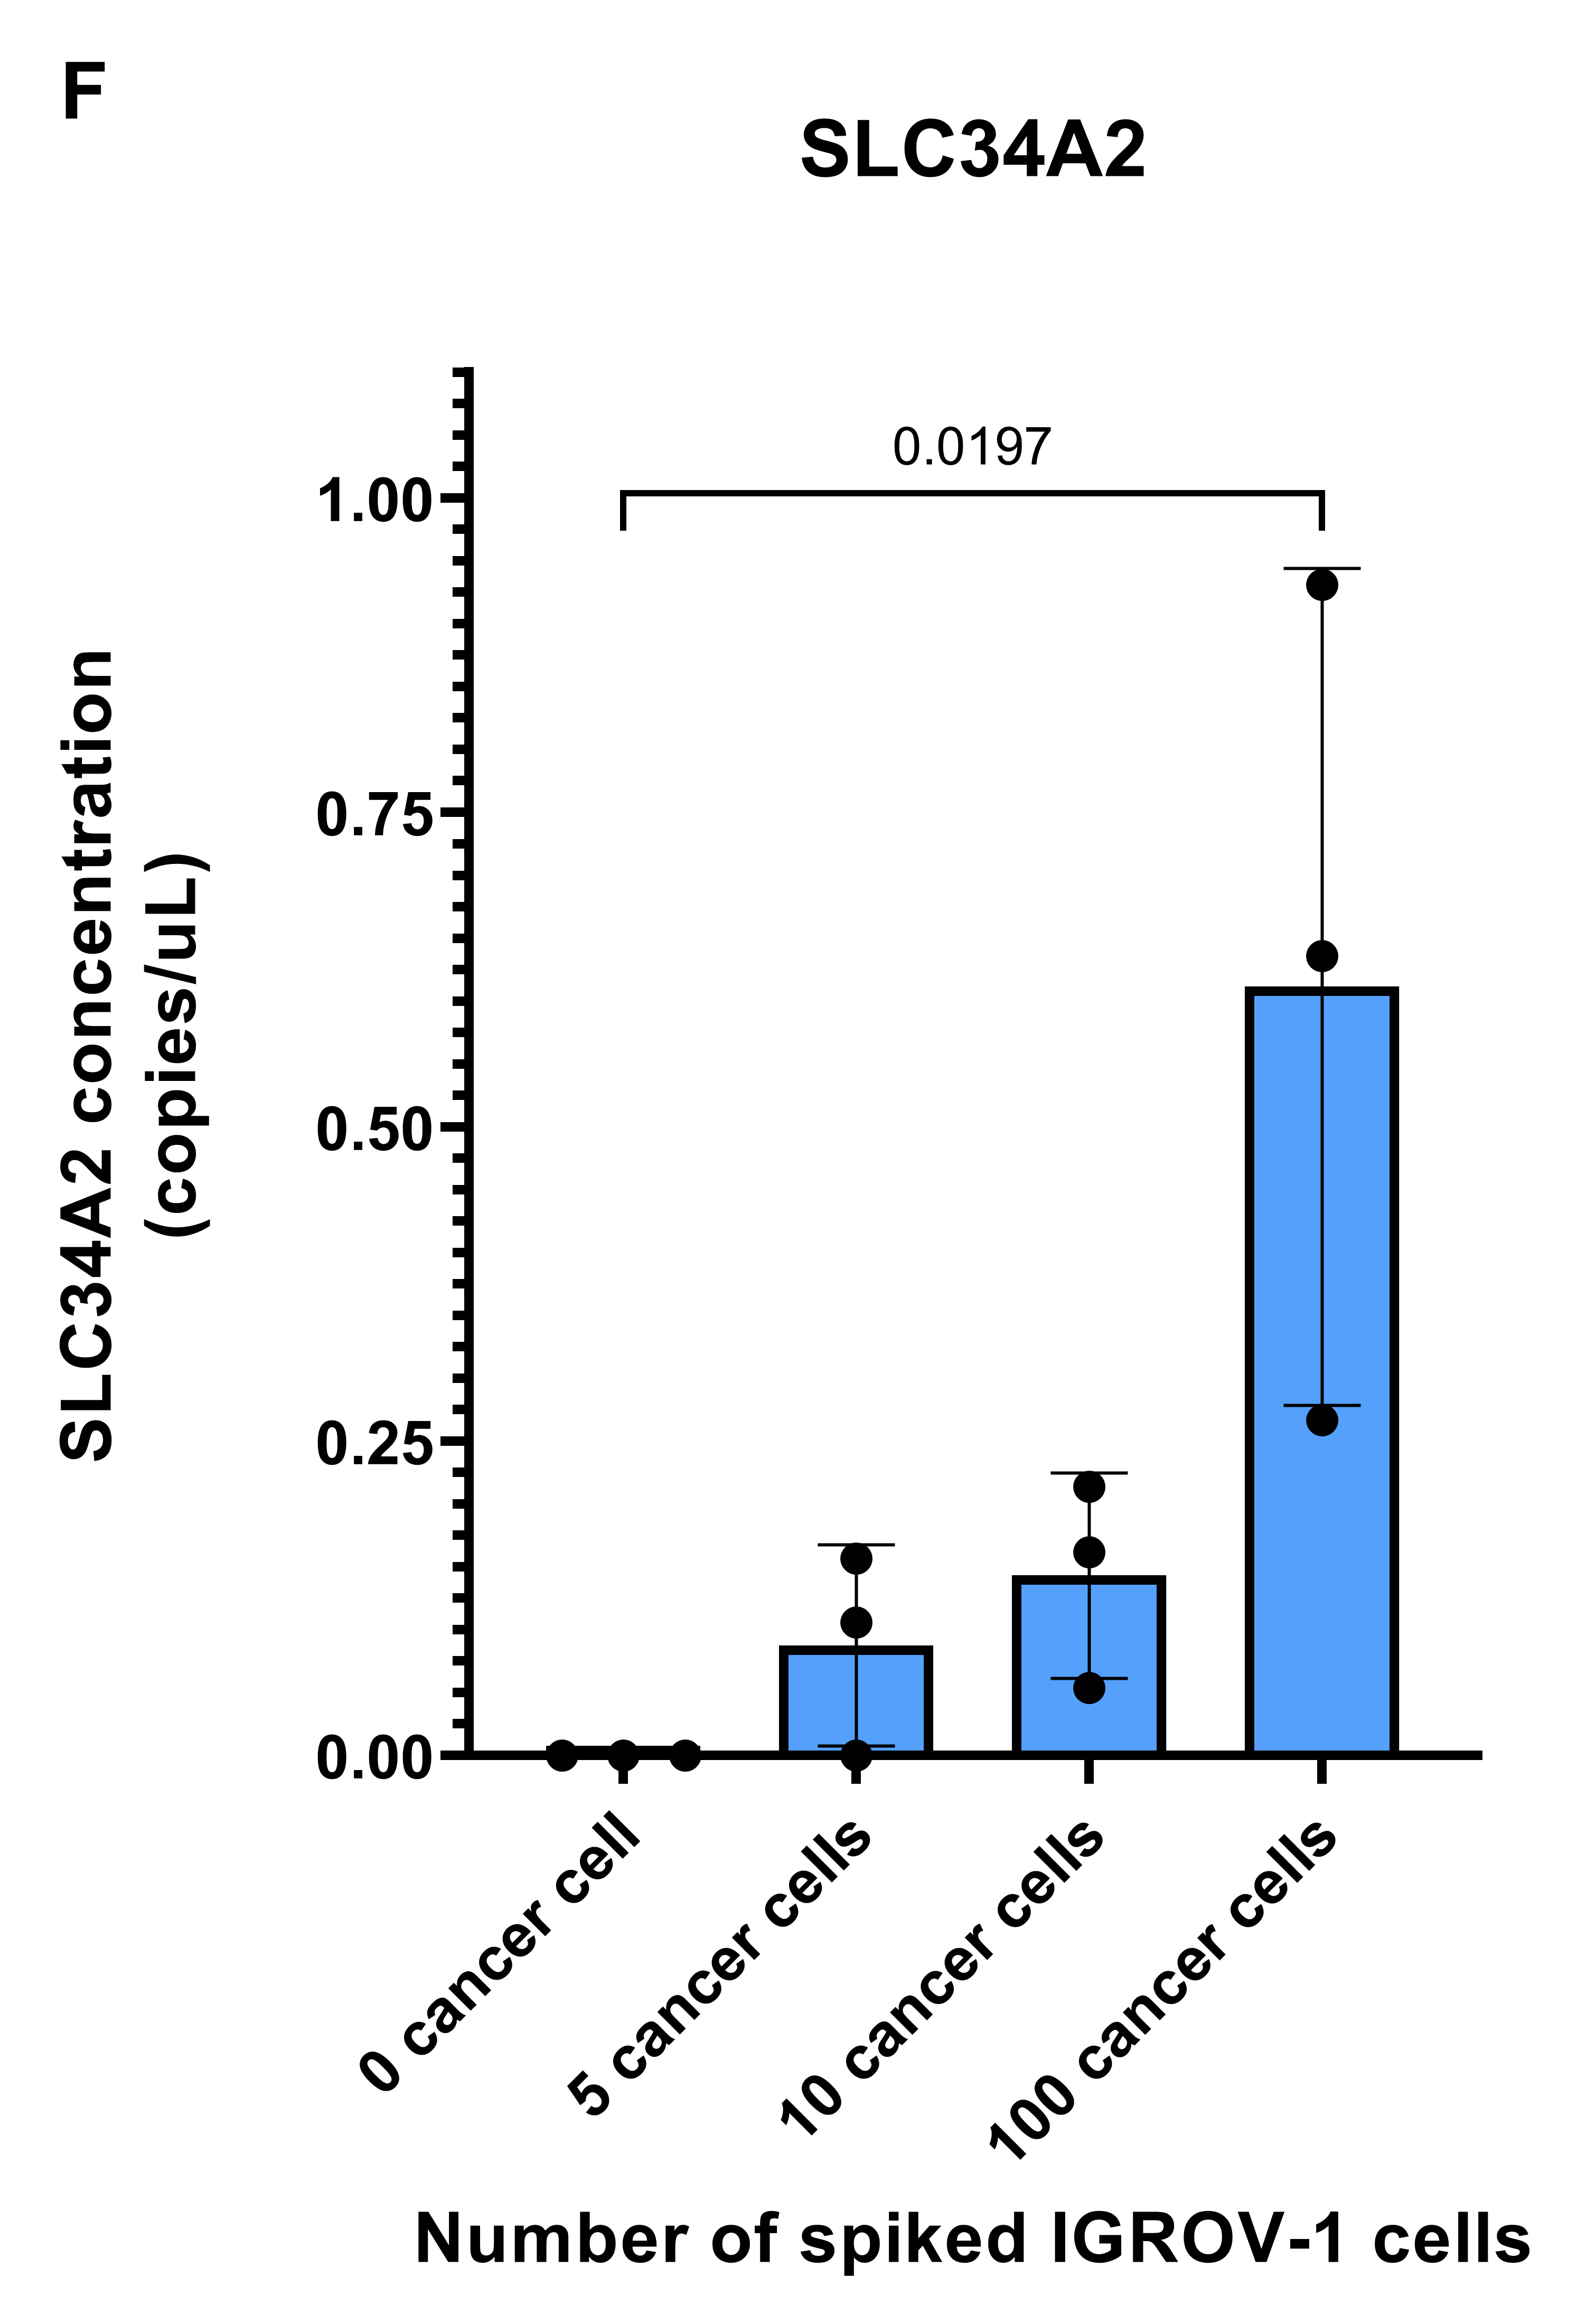 F
SLC34A2
0.0197
1.00
0.75
0.50
0.25
0.00
SLC34A2 concentration
(copies/uL)
0 cancer cell
5 cancer cells
10 cancer cells
100 cancer cells
Number of spiked IGROV-1 cells